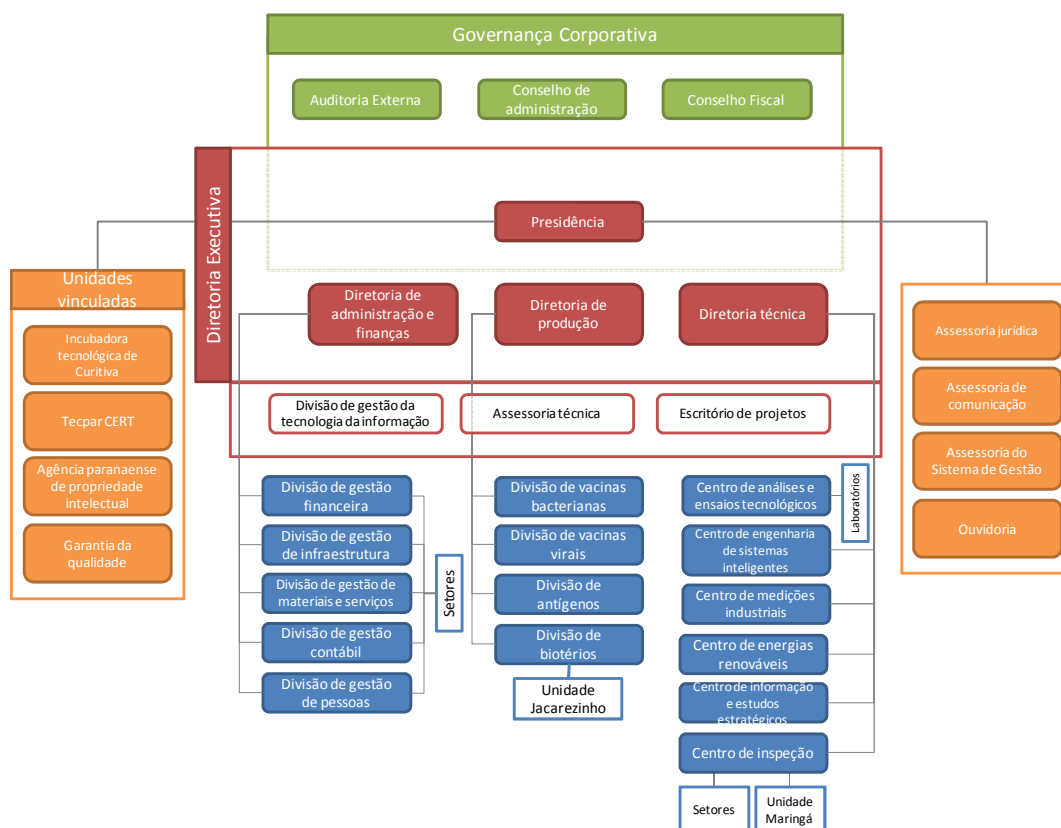 Governança Corporativa
Auditoria Externa
Conselho de
administração
Conselho Fiscal
Diretoria Executiva
Presidência
Unidades
vinculadas
Incubadora
tecnológica de
Curitiva
Tecpar CERT
Agência paranaense
de propriedade
intelectual
Garantia da
qualidade
Diretoria de
administração e
finanças
Diretoria de
produção
Diretoria técnica
Assessoria jurídica
Assessoria de
comunicação
Assessoria do
Sistema de Gestão
Ouvidoria
Divisão de gestão da
tecnologia da informação
Assessoria técnica
Escritório de projetos
Divisão de gestão
financeira
Divisão de gestão
de infraestrutura
Divisão de gestão de
materiais e serviços
Divisão de gestão
contábil
Divisão de gestão
de pessoas
Setores
Divisão de vacinas
bacterianas
Divisão de vacinas
virais
Divisão de
antígenos
Divisão de
biotérios
Unidade
Jacarezinho
Centro de análises e
ensaios tecnológicos
Laboratórios
Centro de engenharia
de sistemas
inteligentes
Centro de medições
industriais
Centro de energias
renováveis
Centro de informação
e estudos
estratégicos
Centro de inspeção
Setores
Unidade
Maringá